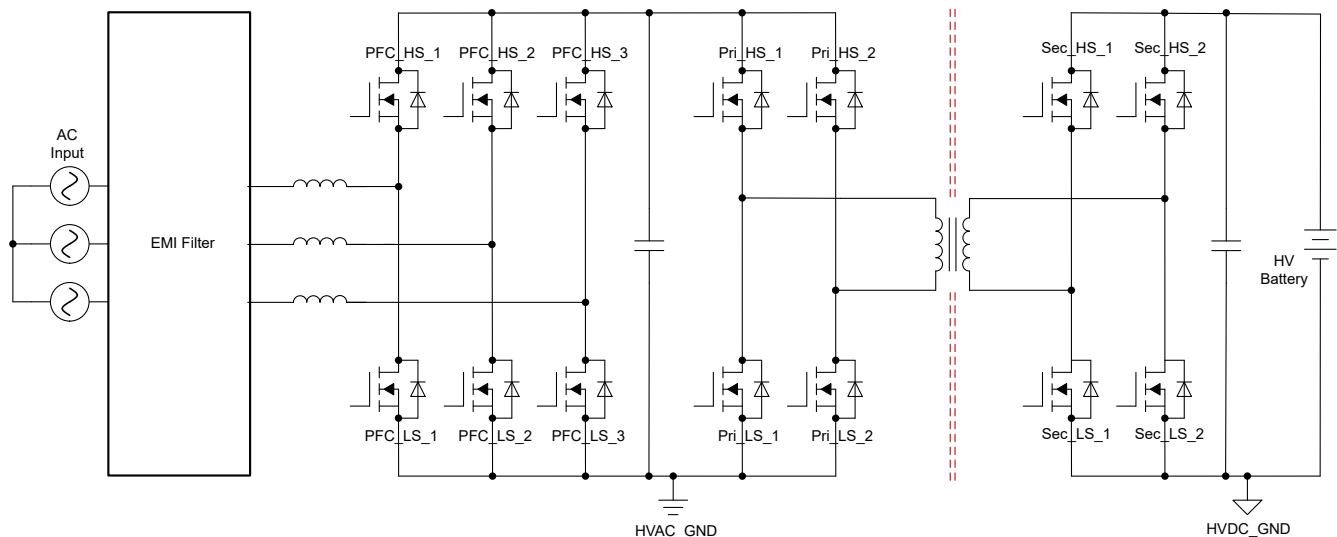 PFC_HS_1
PFC_HS_2
PFC_HS_3
Pri_HS_1
Pri_HS_2
Sec_HS_1
Sec_HS_2
AC
Input
EMI Filter
HV
Battery
PFC_LS_1
PFC_LS_2
PFC_LS_3
Pri_LS_1
Pri_LS_2
Sec_LS_1
Sec_LS_2
HVAC_GND
HVDC_GND